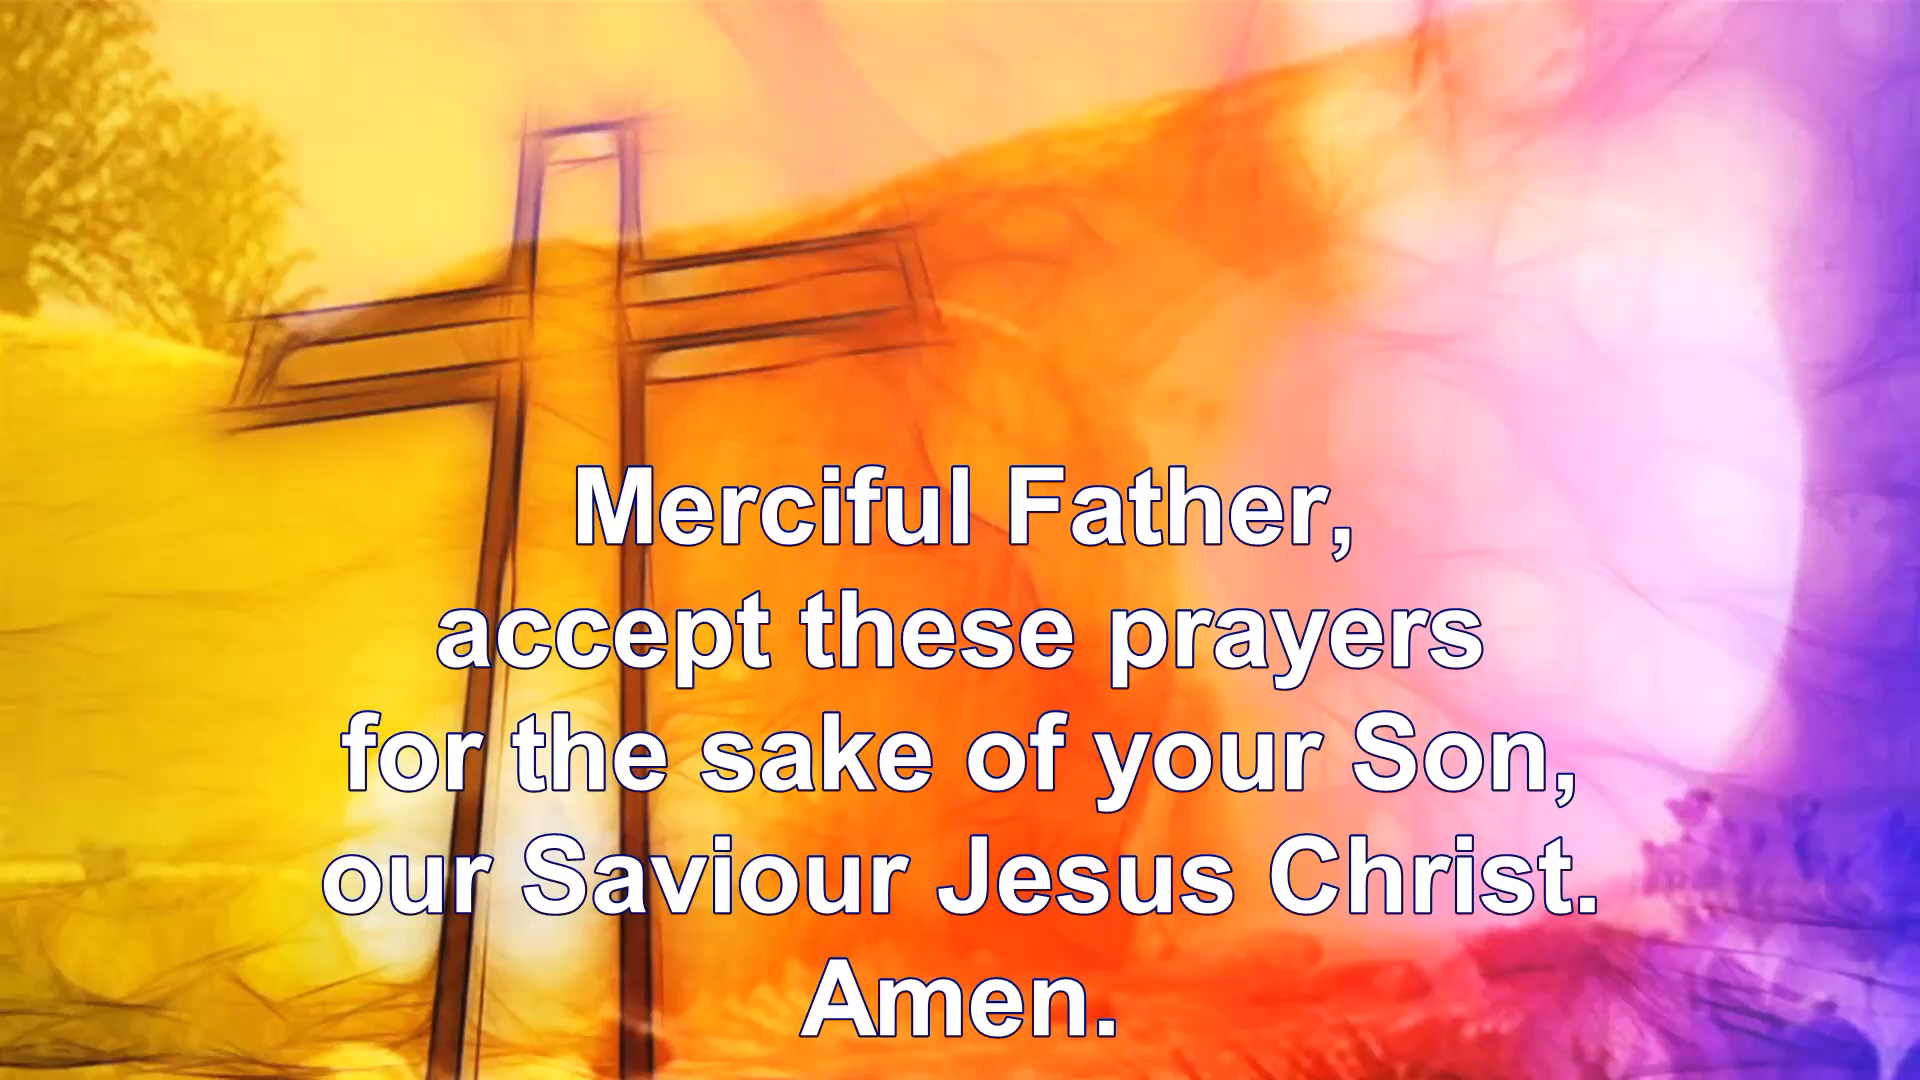 Merciful Father,
accept these prayers
for the sake of your Son,
our Saviour Jesus Christ.
Amen.